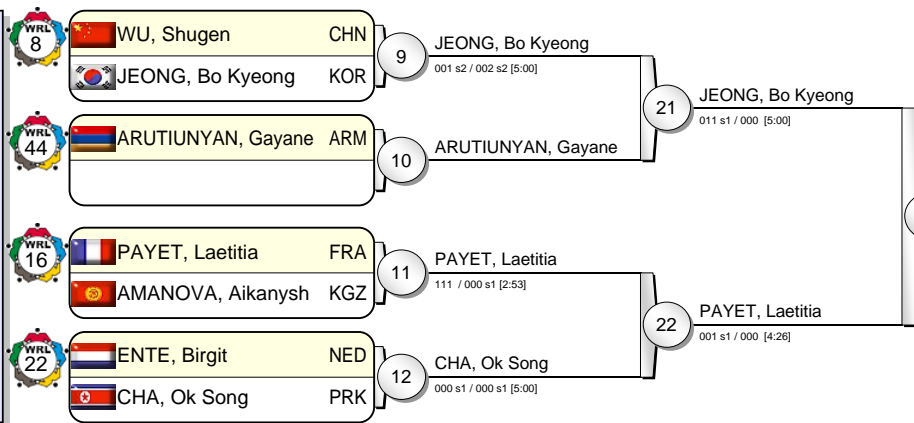 WRL
8
WU, Shugen CHN
JEONG, Bo Kyeong KOR
9
JEONG, Bo Kyeong
001 s2 / 002 s2 [5:00]
WRL
44
ARUTIUNYAN, Gayane ARM
10
ARUTIUNYAN, Gayane
21
JEONG, Bo Kyeong
011 s1 / 000 [5:00]
WRL
16
PAYET, Laetitia FRA
AMANOVA, Aikanysh KGZ
11
PAYET, Laetitia
111 / 000 s1 [2:53]
WRL
22
ENTE, Birgit NED
CHA, Ok Song PRK
12
CHA, Ok Song
000 s1 / 000 s1 [5:00]
22
PAYET, Laetitia
001 s1 / 000 [4:26]